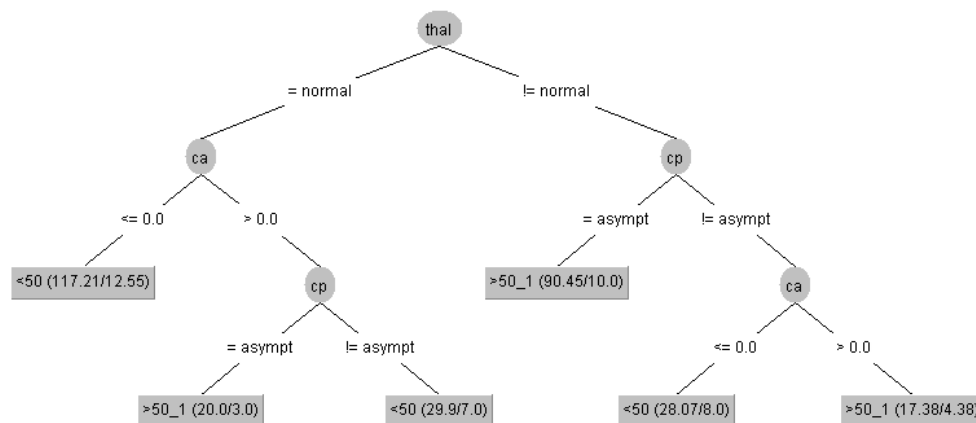 thal
= normal
!= normal
ca
cp
<= 0.0
> 0.0
= asympt
!= asympt
<50 (117.21/12.55)
cp
>50_1 (90.45/10.0)
ca
= asympt
!= asympt
<= 0.0
> 0.0
>50_1 (20.0/3.0)
<50 (29.9/7.0)
<50 (28.07/8.0)
>50_1 (17.38/4.38)